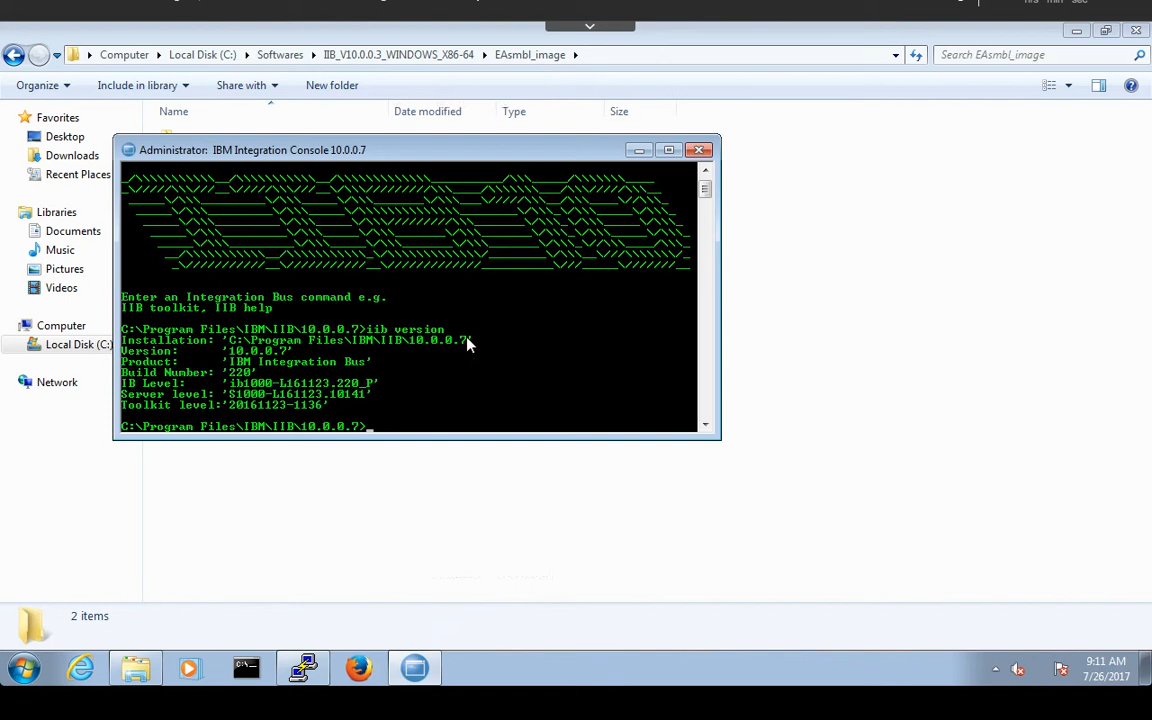 Computer ▸ Local Disk (C:) ▸ Softwares ▸ IIB_V10.0.0.3_WINDOWS_X86-64 ▸ EAsmbl_image ▸
Search EAsmbl_image
Organize Include in library Share with New folder
Name Date modified Type Size
Favorites
Desktop
Downloads
Recent Places
Libraries
Documents
Music
Pictures
Videos
Computer
Local Disk (C:)
Network
Administrator: IBM Integration Console 10.0.0.7
Enter an Integration Bus command e.g.
IIB toolkit, IIB help
C:\Program Files\IBM\IIB\10.0.0.7>iib version
Installation: 'C:\Program Files\IBM\IIB\10.0.0.7'
Version: '10.0.0.7'
Product: 'IBM Integration Bus'
Build Number: '220'
IB Level: 'ib1000-L161123.220_P'
Server level: 'S1000-L161123.10141'
Toolkit level:'20161123-1136'
C:\Program Files\IBM\IIB\10.0.0.7>_
2 items
9:11 AM
7/26/2017